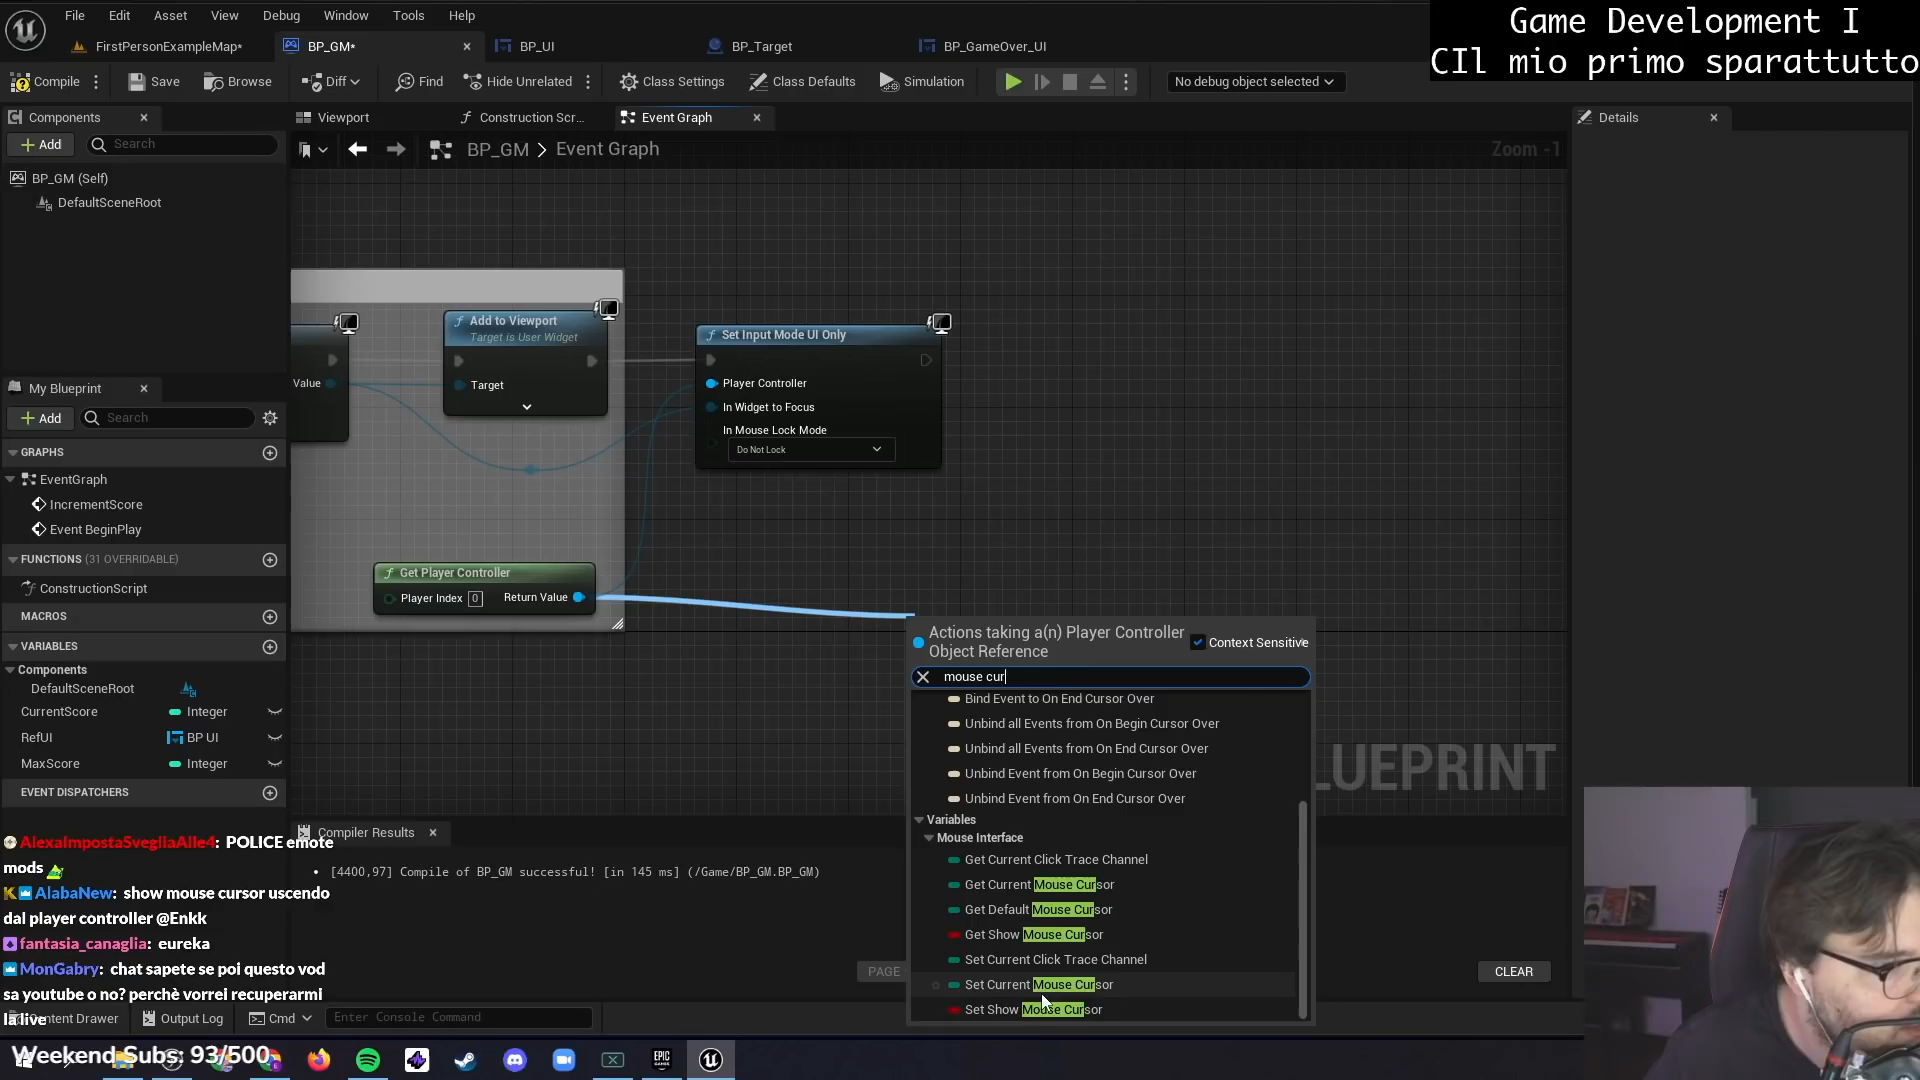 File Edit Asset View Debug Window Tools Help
Game Development I
CIl mio primo sparattutto
FirstPersonExampleMap* BP_GM* BP_UI BP_Target BP_GameOver_UI
Compile Save Browse Diff Find Hide Unrelated Class Settings Class Defaults Simulation No debug object selected
Components Viewport Construction Scr... Event Graph Details
Add Search
BP_GM > Event Graph Zoom -1
BP_GM (Self)
DefaultSceneRoot
Add to Viewport
Target is User Widget
Target
Value
Set Input Mode UI Only
Player Controller
In Widget to Focus
In Mouse Lock Mode
Do Not Lock
My Blueprint
Add Search
GRAPHS
EventGraph
IncrementScore
Event BeginPlay
FUNCTIONS (31 OVERRIDABLE)
ConstructionScript
MACROS
VARIABLES
Components
DefaultSceneRoot
CurrentScore Integer
RefUI BP UI
MaxScore Integer
EVENT DISPATCHERS
Get Player Controller
Player Index 0 Return Value
Actions taking a(n) Player Controller
Object Reference
Context Sensitive
mouse cur
Bind Event to On End Cursor Over
Unbind all Events from On Begin Cursor Over
Unbind all Events from On End Cursor Over
Unbind Event from On Begin Cursor Over
Unbind Event from On End Cursor Over
Variables
Mouse Interface
Get Current Click Trace Channel
Get Current Mouse Cursor
Get Default Mouse Cursor
Get Show Mouse Cursor
Set Current Click Trace Channel
Set Current Mouse Cursor
Set Show Mouse Cursor
LUEPRINT
Compiler Results
[4400,97] Compile of BP_GM successful! [in 145 ms] (/Game/BP_GM.BP_GM)
PAGE CLEAR
AlexaImpostaSvegliaAlle4: POLICE emote
mods
AlabaNew: show mouse cursor uscendo
dal player controller @Enkk
fantasia_canaglia: eureka
MonGabry: chat sapete se poi questo vod
sa youtube o no? perchè vorrei recuperarmi
la live
ontent Drawer Output Log Cmd Enter Console Command
Weekend Subs: 93/500
EPIC GAMES